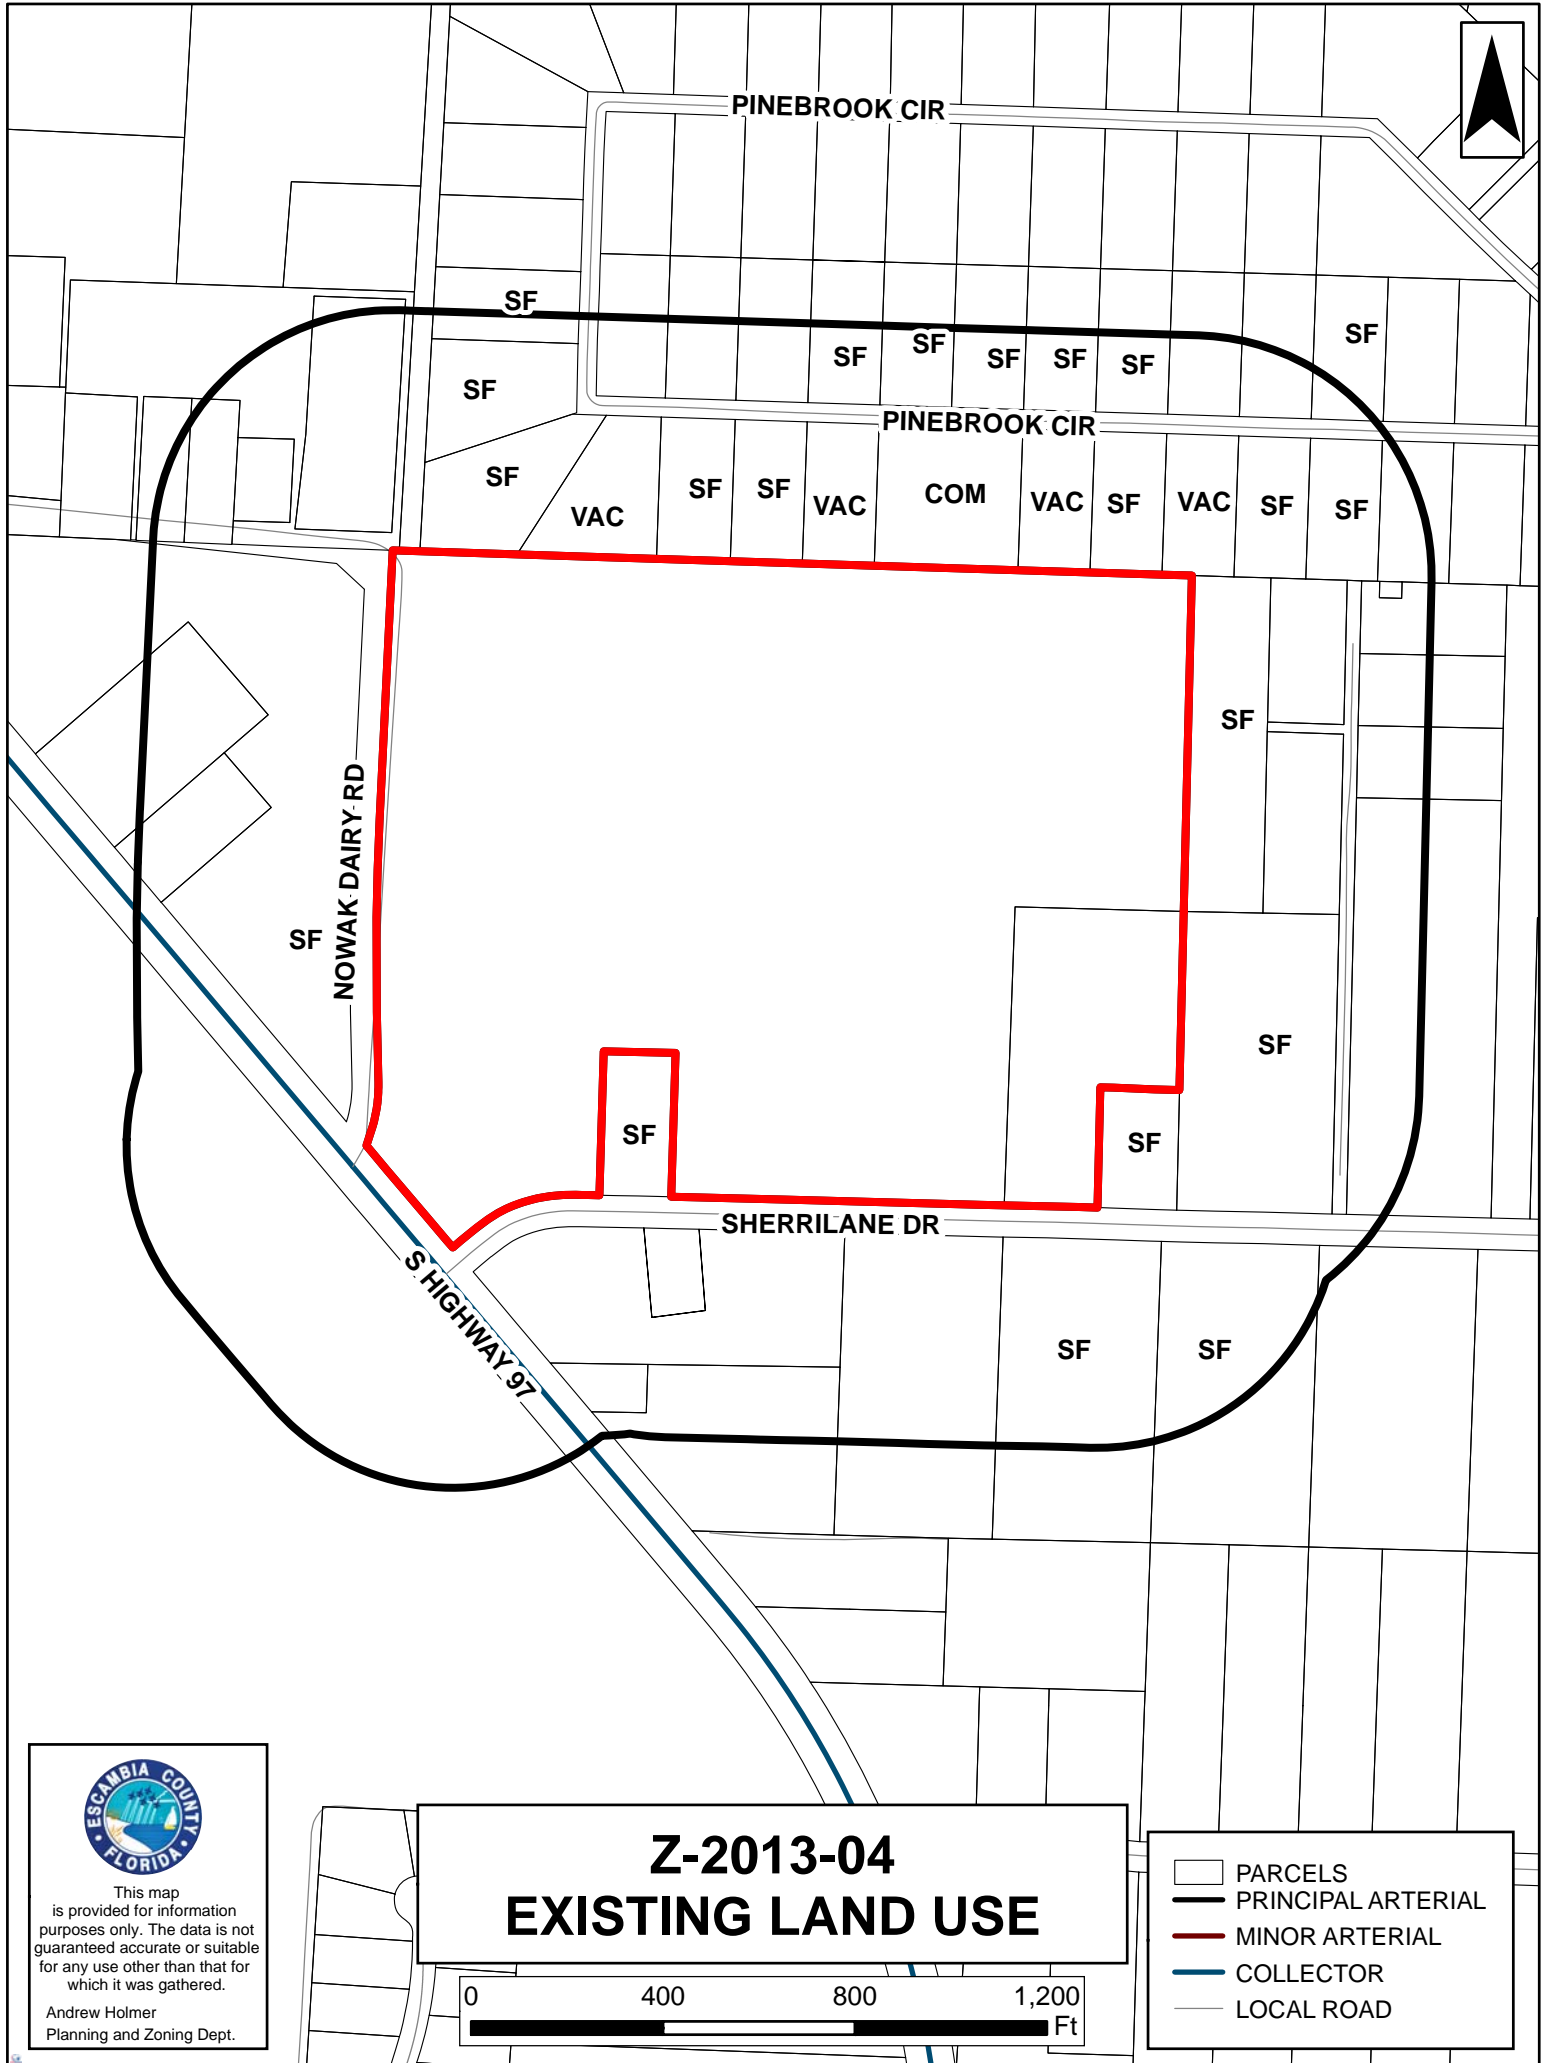 PINEBROOK CIR
SF
SF
SF
SF
SF
SF
SF
SF
PINEBROOK CIR
SF
VAC
SF
SF
VAC
COM
VAC
SF
VAC
SF
SF
SF
NOWAK DAIRY RD
SF
SF
SF
SF
SHERRILANE DR
S HIGHWAY 97
SF
SF
ESCAMBIA COUNTY
FLORIDA
This map
is provided for information
purposes only. The data is not
guaranteed accurate or suitable
for any use other than that for
which it was gathered.
Andrew Holmer
Planning and Zoning Dept.
Z-2013-04
EXISTING LAND USE
0 400 800 1,200
Ft
PARCELS
PRINCIPAL ARTERIAL
MINOR ARTERIAL
COLLECTOR
LOCAL ROAD